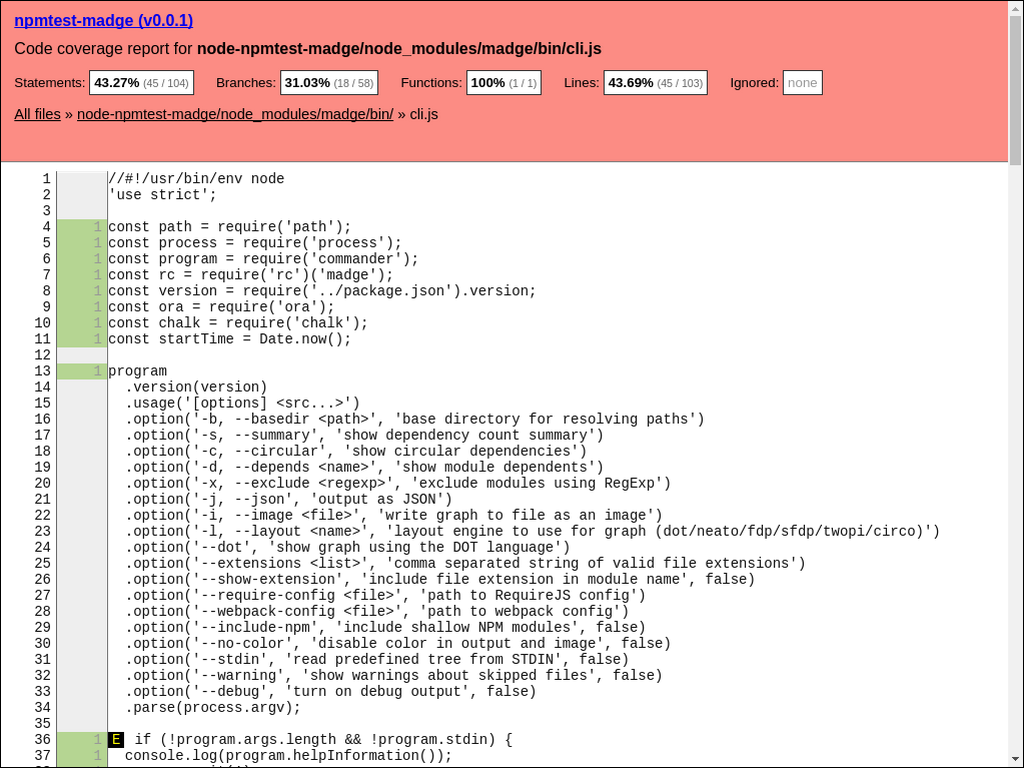 npmtest-madge (v0.0.1)
Code coverage report for node-npmtest-madge/node_modules/madge/bin/cli.js
Statements: 43.27% (45 / 104) Branches: 31.03% (18 / 58) Functions: 100% (1 / 1) Lines: 43.69% (45 / 103) Ignored: none
All files » node-npmtest-madge/node_modules/madge/bin/ » cli.js
1 //#!/usr/bin/env node
2 'use strict';
3
4 1 const path = require('path');
5 1 const process = require('process');
6 1 const program = require('commander');
7 1 const rc = require('rc')('madge');
8 1 const version = require('../package.json').version;
9 1 const ora = require('ora');
10 1 const chalk = require('chalk');
11 1 const startTime = Date.now();
12
13 1 program
14 .version(version)
15 .usage('[options] <src...>')
16 .option('-b, --basedir <path>', 'base directory for resolving paths')
17 .option('-s, --summary', 'show dependency count summary')
18 .option('-c, --circular', 'show circular dependencies')
19 .option('-d, --depends <name>', 'show module dependents')
20 .option('-x, --exclude <regexp>', 'exclude modules using RegExp')
21 .option('-j, --json', 'output as JSON')
22 .option('-i, --image <file>', 'write graph to file as an image')
23 .option('-l, --layout <name>', 'layout engine to use for graph (dot/neato/fdp/sfdp/twopi/circo)')
24 .option('--dot', 'show graph using the DOT language')
25 .option('--extensions <list>', 'comma separated string of valid file extensions')
26 .option('--show-extension', 'include file extension in module name', false)
27 .option('--require-config <file>', 'path to RequireJS config')
28 .option('--webpack-config <file>', 'path to webpack config')
29 .option('--include-npm', 'include shallow NPM modules', false)
30 .option('--no-color', 'disable color in output and image', false)
31 .option('--stdin', 'read predefined tree from STDIN', false)
32 .option('--warning', 'show warnings about skipped files', false)
33 .option('--debug', 'turn on debug output', false)
34 .parse(process.argv);
35
36 1 E if (!program.args.length && !program.stdin) {
37 1 console.log(program.helpInformation());